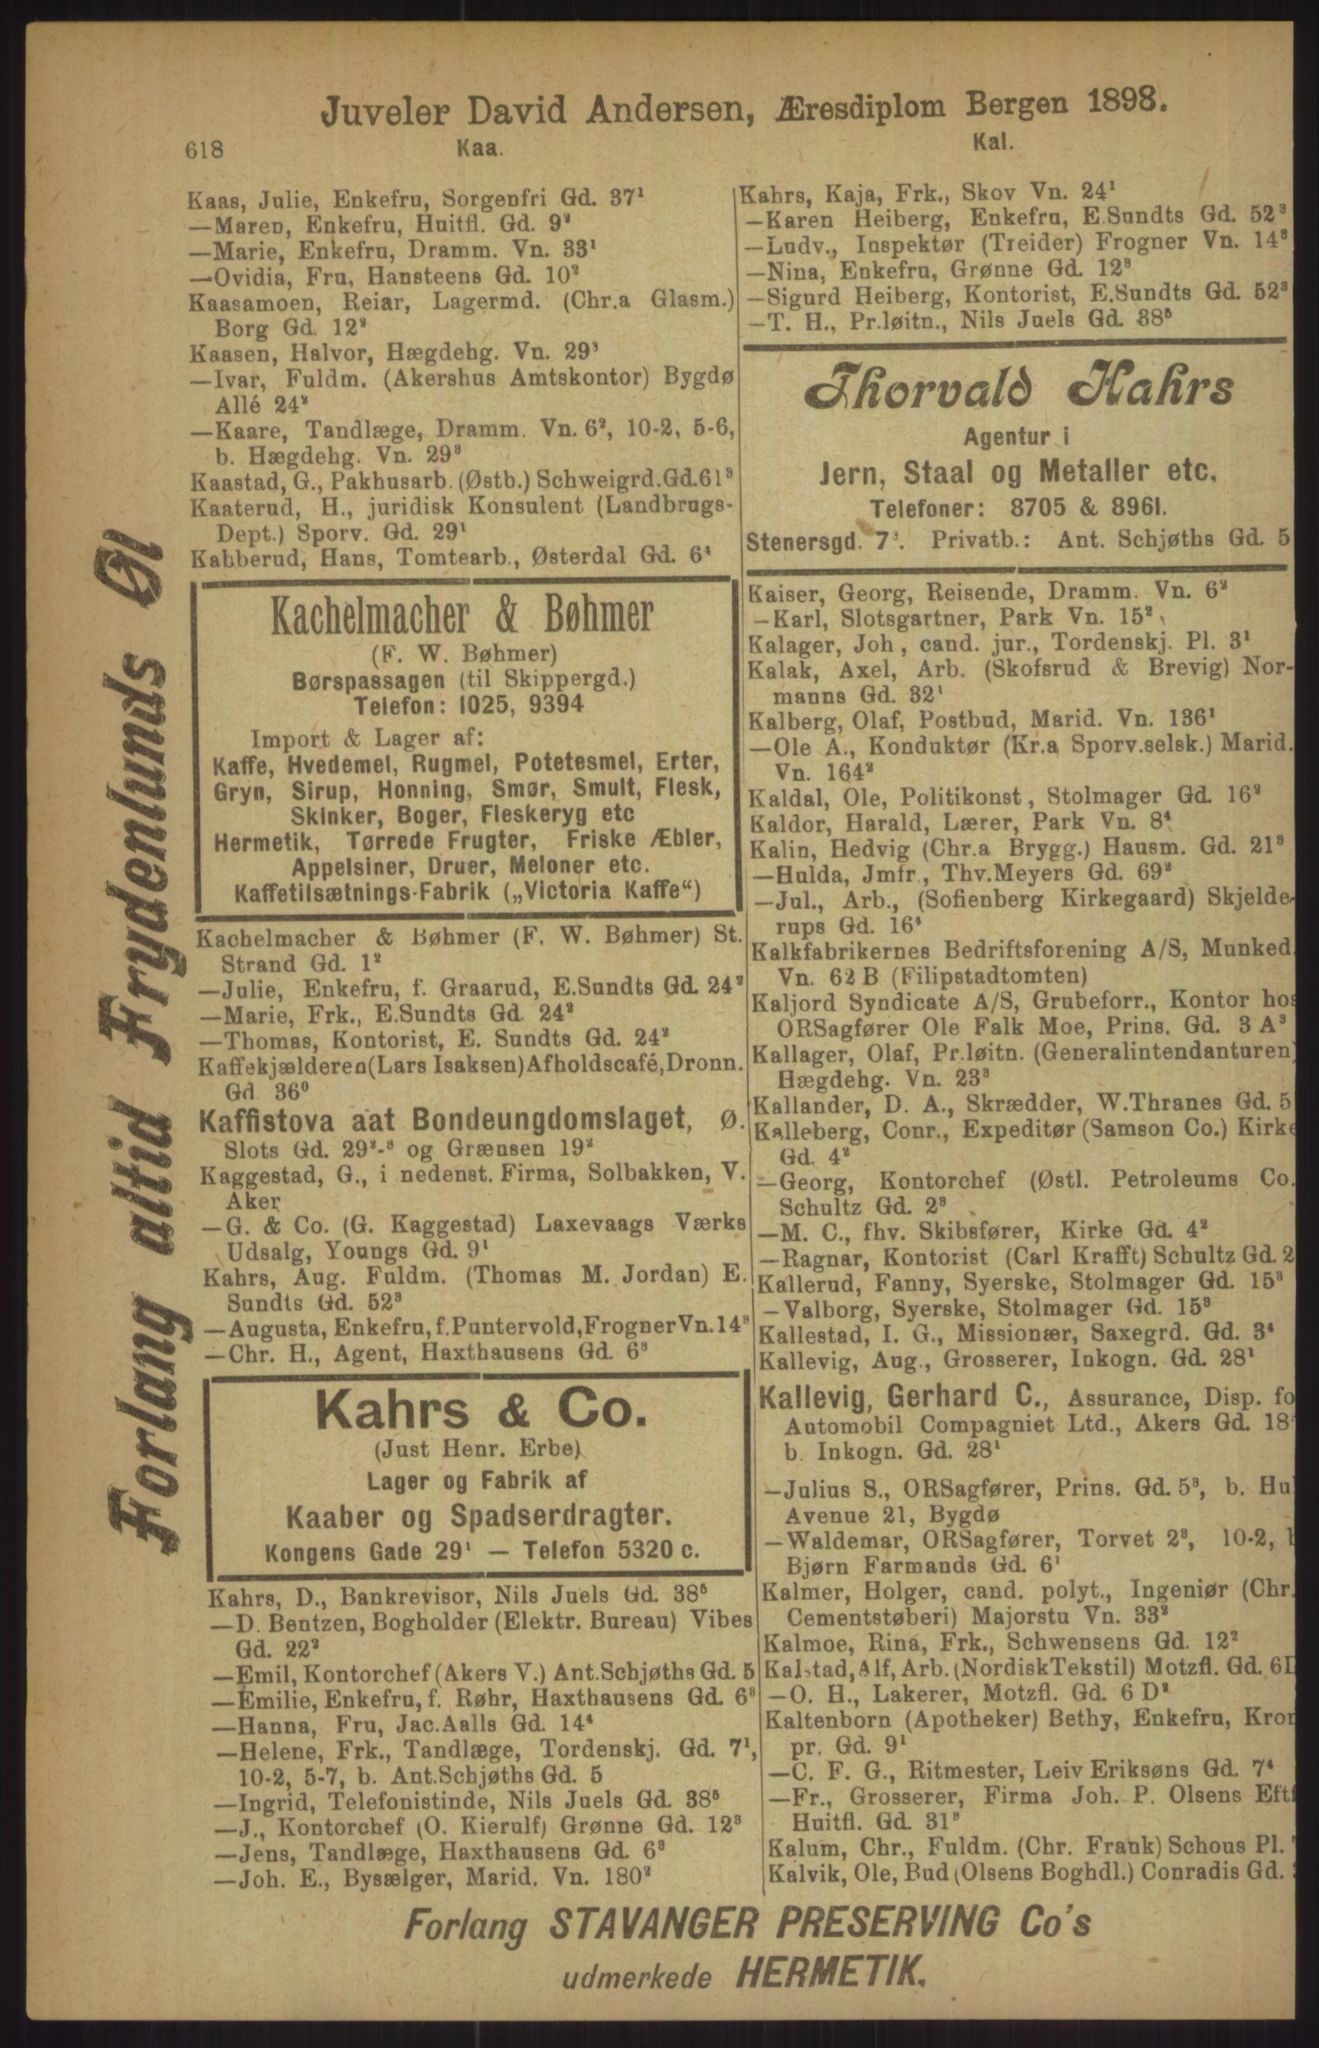 Juveler David Andersen, Æresdiplom Bergen 1898.
618
Kaa.
Kal.
Forlang altid Frydenlunds Øl
Kaas, Julie, Enkefru, Sorgenfri Gd. 37¹
—Maren, Enkefru, Huitfl. Gd. 9²
—Marie, Enkefru, Dramm. Vn. 33¹
—Ovidia, Fru, Hansteens Gd. 10²
Kaasamoen, Reiar, Lagermd. (Chr.a Glasm.)
Borg Gd. 12²
Kaasen, Halvor, Hægdehg. Vn. 29³
—Ivar, Fuldm. (Akershus Amtskontor) Bygdø
Allé 24²
—Kaare, Tandlæge, Dramm. Vn. 6², 10-2, 5-6,
b. Hægdehg. Vn. 29³
Kaastad, G., Pakhusarb. (Østb.) Schweigrd.Gd.61³
Kaaterud, H., juridisk Konsulent (Landbrugs-
Dept.) Sporv. Gd. 29¹
Kabberud, Hans, Tomtearb., Østerdal Gd. 6⁴
Kachelmacher & Bøhmer
(F. W. Bøhmer)
Børspassagen (til Skippergd.)
Telefon: 1025, 9394
Import & Lager af:
Kaffe, Hvedemel, Rugmel, Potetesmel, Erter,
Gryn, Sirup, Honning, Smør, Smult, Flesk,
Skinker, Boger, Fleskeryg etc
Hermetik, Tørrede Frugter, Friske Æbler,
Appelsiner, Druer, Meloner etc.
Kaffetilsætnings-Fabrik („Victoria Kaffe“)
Kachelmacher & Bøhmer (F. W. Bøhmer) St.
Strand Gd. 1²
—Julie, Enkefru, f. Graarud, E.Sundts Gd. 24²
—Marie, Frk., E.Sundts Gd. 24²
—Thomas, Kontorist, E. Sundts Gd. 24²
Kaffekjælderen(Lars Isaksen)Afholdscafé,Dronn.
Gd. 36⁰
Kaffistova aat Bondeungdomslaget, Ø.
Slots Gd. 29²-³ og Grænsen 19²
Kaggestad, G., i nedenst. Firma, Solbakken, V.
Aker
—G. & Co. (G. Kaggestad) Laxevaags Værks
Udsalg, Youngs Gd. 9¹
Kahrs, Aug. Fuldm. (Thomas M. Jordan) E.
Sundts Gd. 52³
—Augusta, Enkefru, f. Puntervold, Frogner Vn. 14³
—Chr. H., Agent, Haxthausens Gd. 6³
Kahrs & Co.
(Just Henr. Erbe)
Lager og Fabrik af
Kaaber og Spadserdragter.
Kongens Gade 29¹ — Telefon 5320 c.
Kahrs, D., Bankrevisor, Nils Juels Gd. 38⁵
—D. Bentzen, Bogholder (Elektr. Bureau) Vibes
Gd. 22²
—Emil, Kontorchef (Akers V.) Ant.Schjøths Gd. 5
—Emilie, Enkefru, f. Røhr, Haxthausens Gd. 6³
—Hanna, Fru, Jac.Aalls Gd. 14⁴
—Helene, Frk., Tandlæge, Tordenskj. Gd. 7¹,
10-2, 5-7, b. Ant.Schjøths Gd. 5
—Ingrid, Telefonistinde, Nils Juels Gd. 38⁵
—J., Kontorchef (O. Kierulf) Grønne Gd. 12³
—Jens, Tandlæge, Haxthausens Gd. 6³
—Joh. E., Bysælger, Marid. Vn. 180²
Kahrs, Kaja, Frk., Skov Vn. 24¹
—Karen Heiberg, Enkefru, E.Sundts Gd. 52³
—Ludv., Inspektør (Treider) Frogner Vn. 14³
—Nina, Enkefru, Grønne Gd. 12³
—Sigurd Heiberg, Kontorist, E.Sundts Gd. 52³
—T. H., Pr.løitn., Nils Juels Gd. 38⁵
Thorvald Kahrs
Agentur i
Jern, Staal og Metaller etc.
Telefoner: 8705 & 8961.
Stenersgd. 7³. Privatb.: Ant. Schjøths Gd. 5
Kaiser, Georg, Reisende, Dramm. Vn. 6²
—Karl, Slotsgartner, Park Vn. 15²
Kalager, Joh, cand. jur., Tordenskj. Pl. 3¹
Kalak, Axel, Arb. (Skofsrud & Brevig) Nor-
manns Gd. 32¹
Kalberg, Olaf, Postbud, Marid. Vn. 136¹
—Ole A., Konduktør (Kr.a Sporv.selsk.) Marid.
Vn. 164²
Kaldal, Ole, Politikonst, Stolmager Gd. 16²
Kaldor, Harald, Lærer, Park Vn. 8⁴
Kalin, Hedvig (Chr.a Brygg.) Hausm. Gd. 21³
—Hulda, Jmfr., Thv.Meyers Gd. 69²
—Jul., Arb., (Sofienberg Kirkegaard) Skjelde-
rups Gd. 16⁴
Kalkfabrikernes Bedriftsforening A/S, Munked.
Vn. 62 B (Filipstadtomten)
Kaljord Syndicate A/S, Grubeforr., Kontor hos
ORSagfører Ole Falk Moe, Prins. Gd. 3 A³
Kallager, Olaf, Pr.løitn. (Generalintendanturen)
Hægdehg. Vn. 23³
Kallander, D. A., Skrædder, W.Thranes Gd. 5
Kalleberg, Conr., Expeditør (Samson Co.) Kirke
Gd. 4²
—Georg, Kontorchef (Østl. Petroleums Co.
Schultz Gd. 2³
—M. C., fhv. Skibsfører, Kirke Gd. 4²
—Ragnar, Kontorist (Carl Krafft) Schultz Gd. 2
Kallerud, Fanny, Syerske, Stolmager Gd. 15³
—Valborg, Syerske, Stolmager Gd. 15³
Kallestad, I. G., Missionær, Saxegrd. Gd. 3⁴
Kallevig, Aug., Grosserer, Inkogn. Gd. 28¹
Kallevig, Gerhard C., Assurance, Disp. fo
Automobil Compagniet Ltd., Akers Gd. 18
b. Inkogn. Gd. 28¹
—Julius S., ORSagfører, Prins. Gd. 5³, b. Hu
Avenue 21, Bygdø
—Waldemar, ORSagfører, Torvet 2³, 10-2, b
Bjørn Farmands Gd. 6¹
Kalmer, Holger, cand. polyt., Ingeniør (Chr.
Cementstøberi) Majorstu Vn. 33²
Kalmoe, Rina, Frk., Schwensens Gd. 12²
Kalstad, Alf, Arb. (Nordisk Tekstil) Motzfl. Gd. 6D
—O. H., Lakerer, Motzfl. Gd. 6 D²
Kaltenborn (Apotheker) Bethy, Enkefru, Kron
pr. Gd. 9¹
—C. F. G., Ritmester, Leiv Eriksøns Gd. 7⁴
—Fr., Grosserer, Firma Joh. P. Olsens Eftf
Huitfl. Gd. 31³
Kalum, Chr., Fuldm. (Chr. Frank) Schous Pl.
Kalvik, Ole, Bud (Olsens Boghdl.) Conradis Gd.
Forlang STAVANGER PRESERVING Co's
udmerkede HERMETIK.